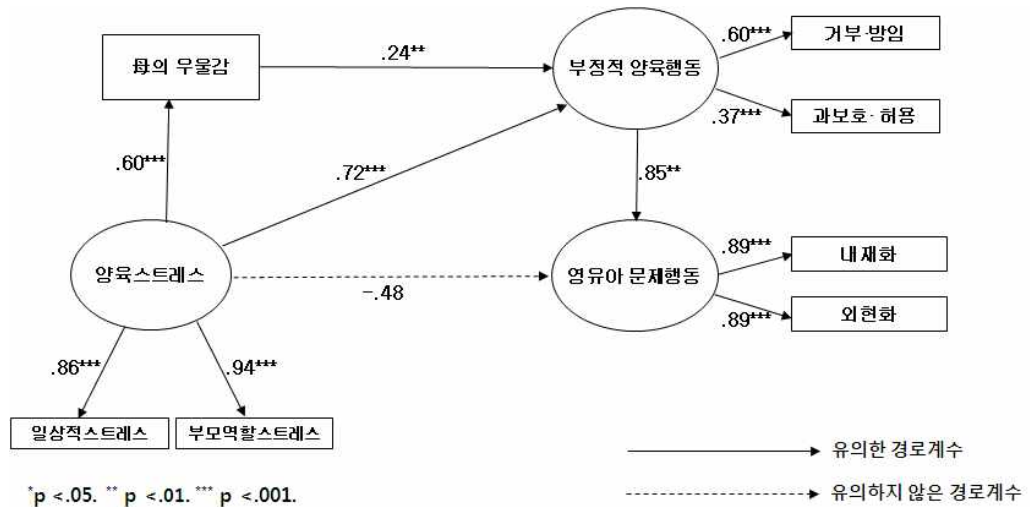 母의 우울감
.24**
부정적 양육행동
.60***
거부·방임
.37***
과보호·허용
.60***
.72***
.85**
양육스트레스
-.48
영유아 문제행동
.89***
내재화
.89***
외현화
.86***
.94***
일상적스트레스
부모역할스트레스
유의한 경로계수
유의하지 않은 경로계수
*p <.05. ** p <.01. *** p <.001.